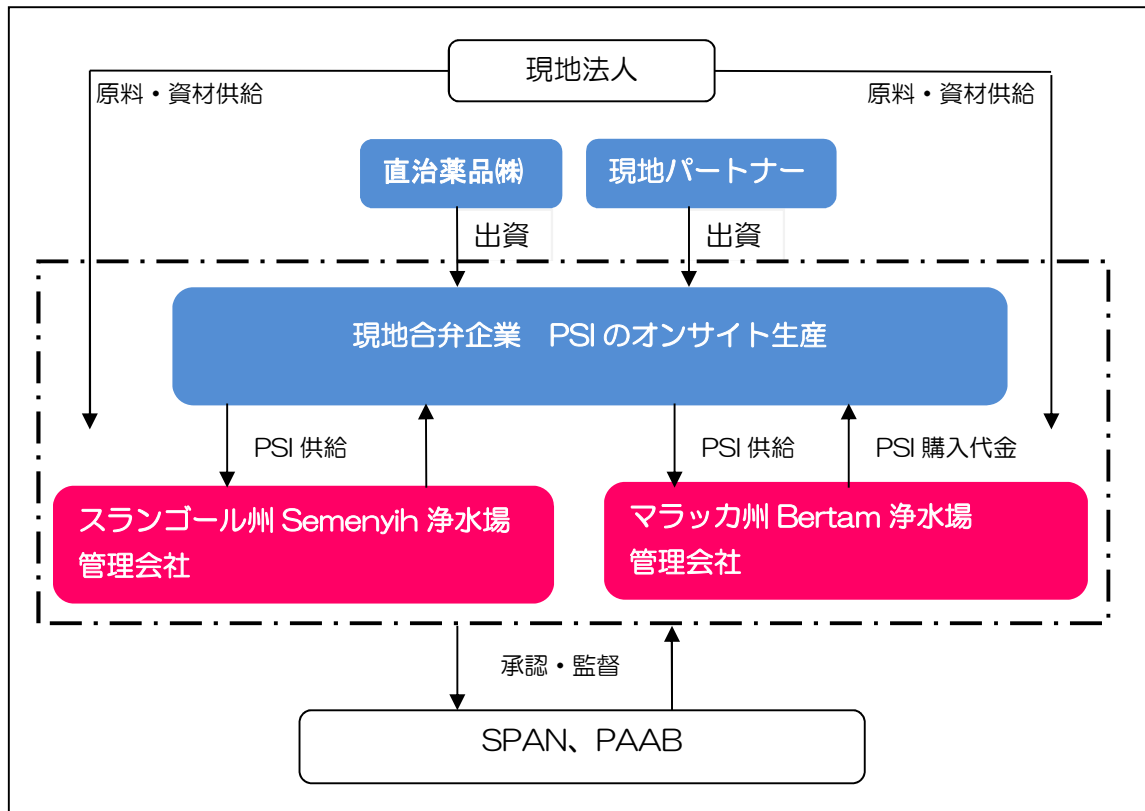 現地法人
原料・資材供給
原料・資材供給
直治薬品㈱
現地パートナー
出資
出資
現地合弁企業　PSIのオンサイト生産
PSI 供給
PSI 供給
PSI 購入代金
スランゴール州 Semenyih 浄水場
管理会社
マラッカ州 Bertam 浄水場
管理会社
承認・監督
SPAN、PAAB